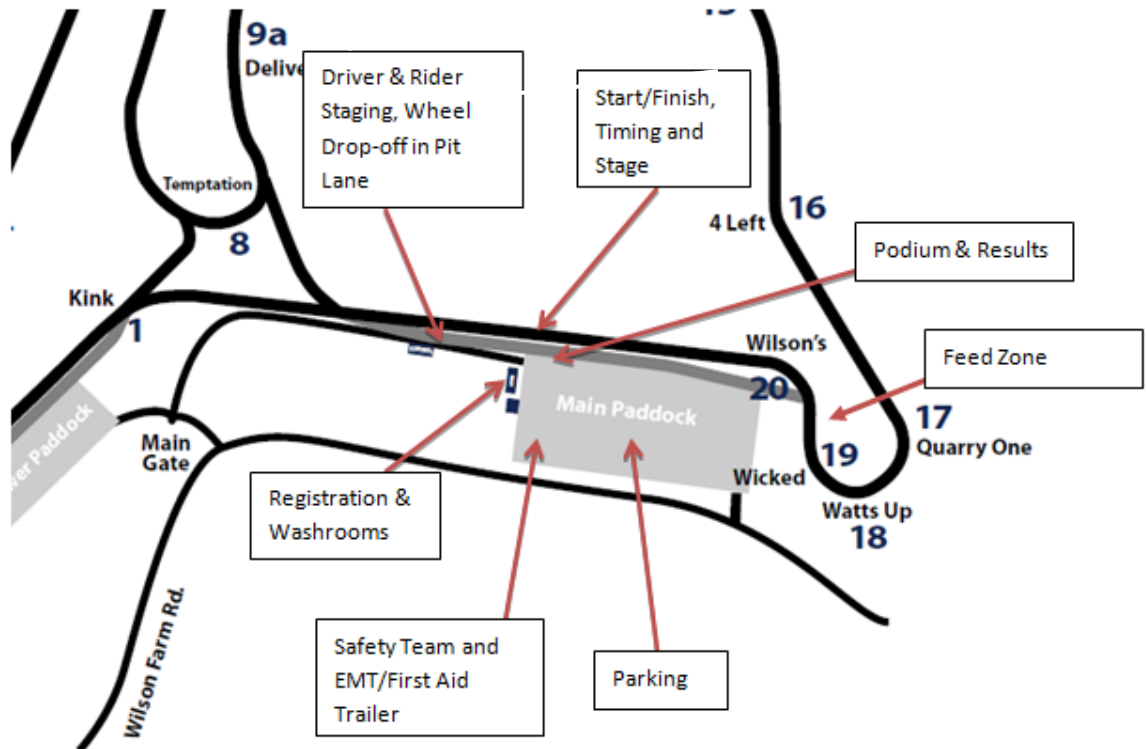 9a
Delive
Driver & Rider
Staging, Wheel
Drop-off in Pit
Lane
Start/Finish,
Timing and
Stage
Temptation
8
16
4 Left
Podium & Results
Kink
1
Wilson's
20
Feed Zone
Main Paddock
17
Quarry One
19
Wicked
Watts Up
18
Main
Gate
wer Paddock
Registration &
Washrooms
Wilson Farm Rd.
Safety Team and
EMT/First Aid
Trailer
Parking